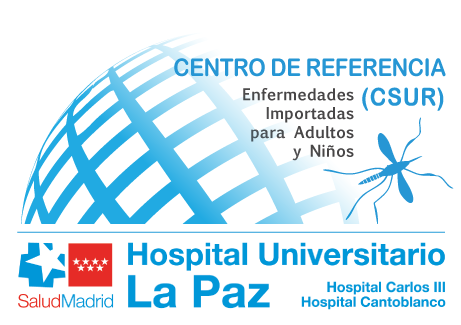 CENTRO DE REFERENCIA
(CSUR)
Enfermedades
Importadas
para Adultos
y Niños
SaludMadrid
Hospital Universitario
La Paz
Hospital Carlos III
Hospital Cantoblanco